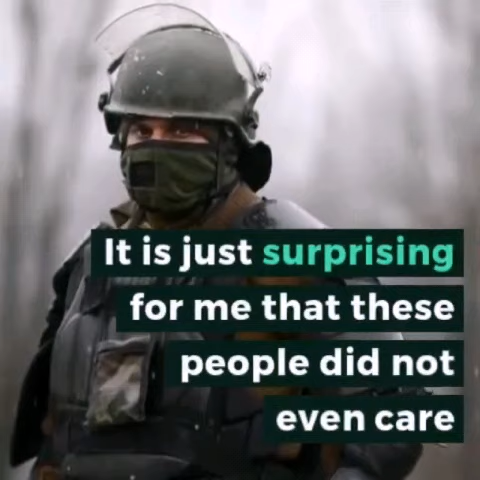 It is just surprising
for me that these
people did not
even care